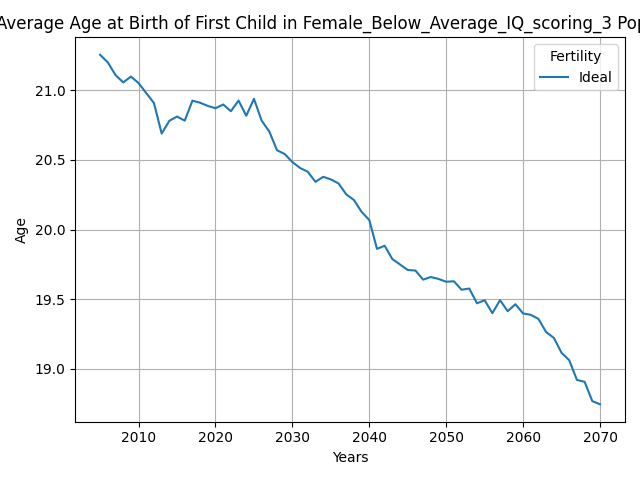 Average Age at Birth of First Child in Female_Below_Average_IQ_scoring_3
Fertility
Ideal
21.0
20.5
20.0
19.5
19.0
Age
2010 2020 2030 2040 2050 2060 2070
Years